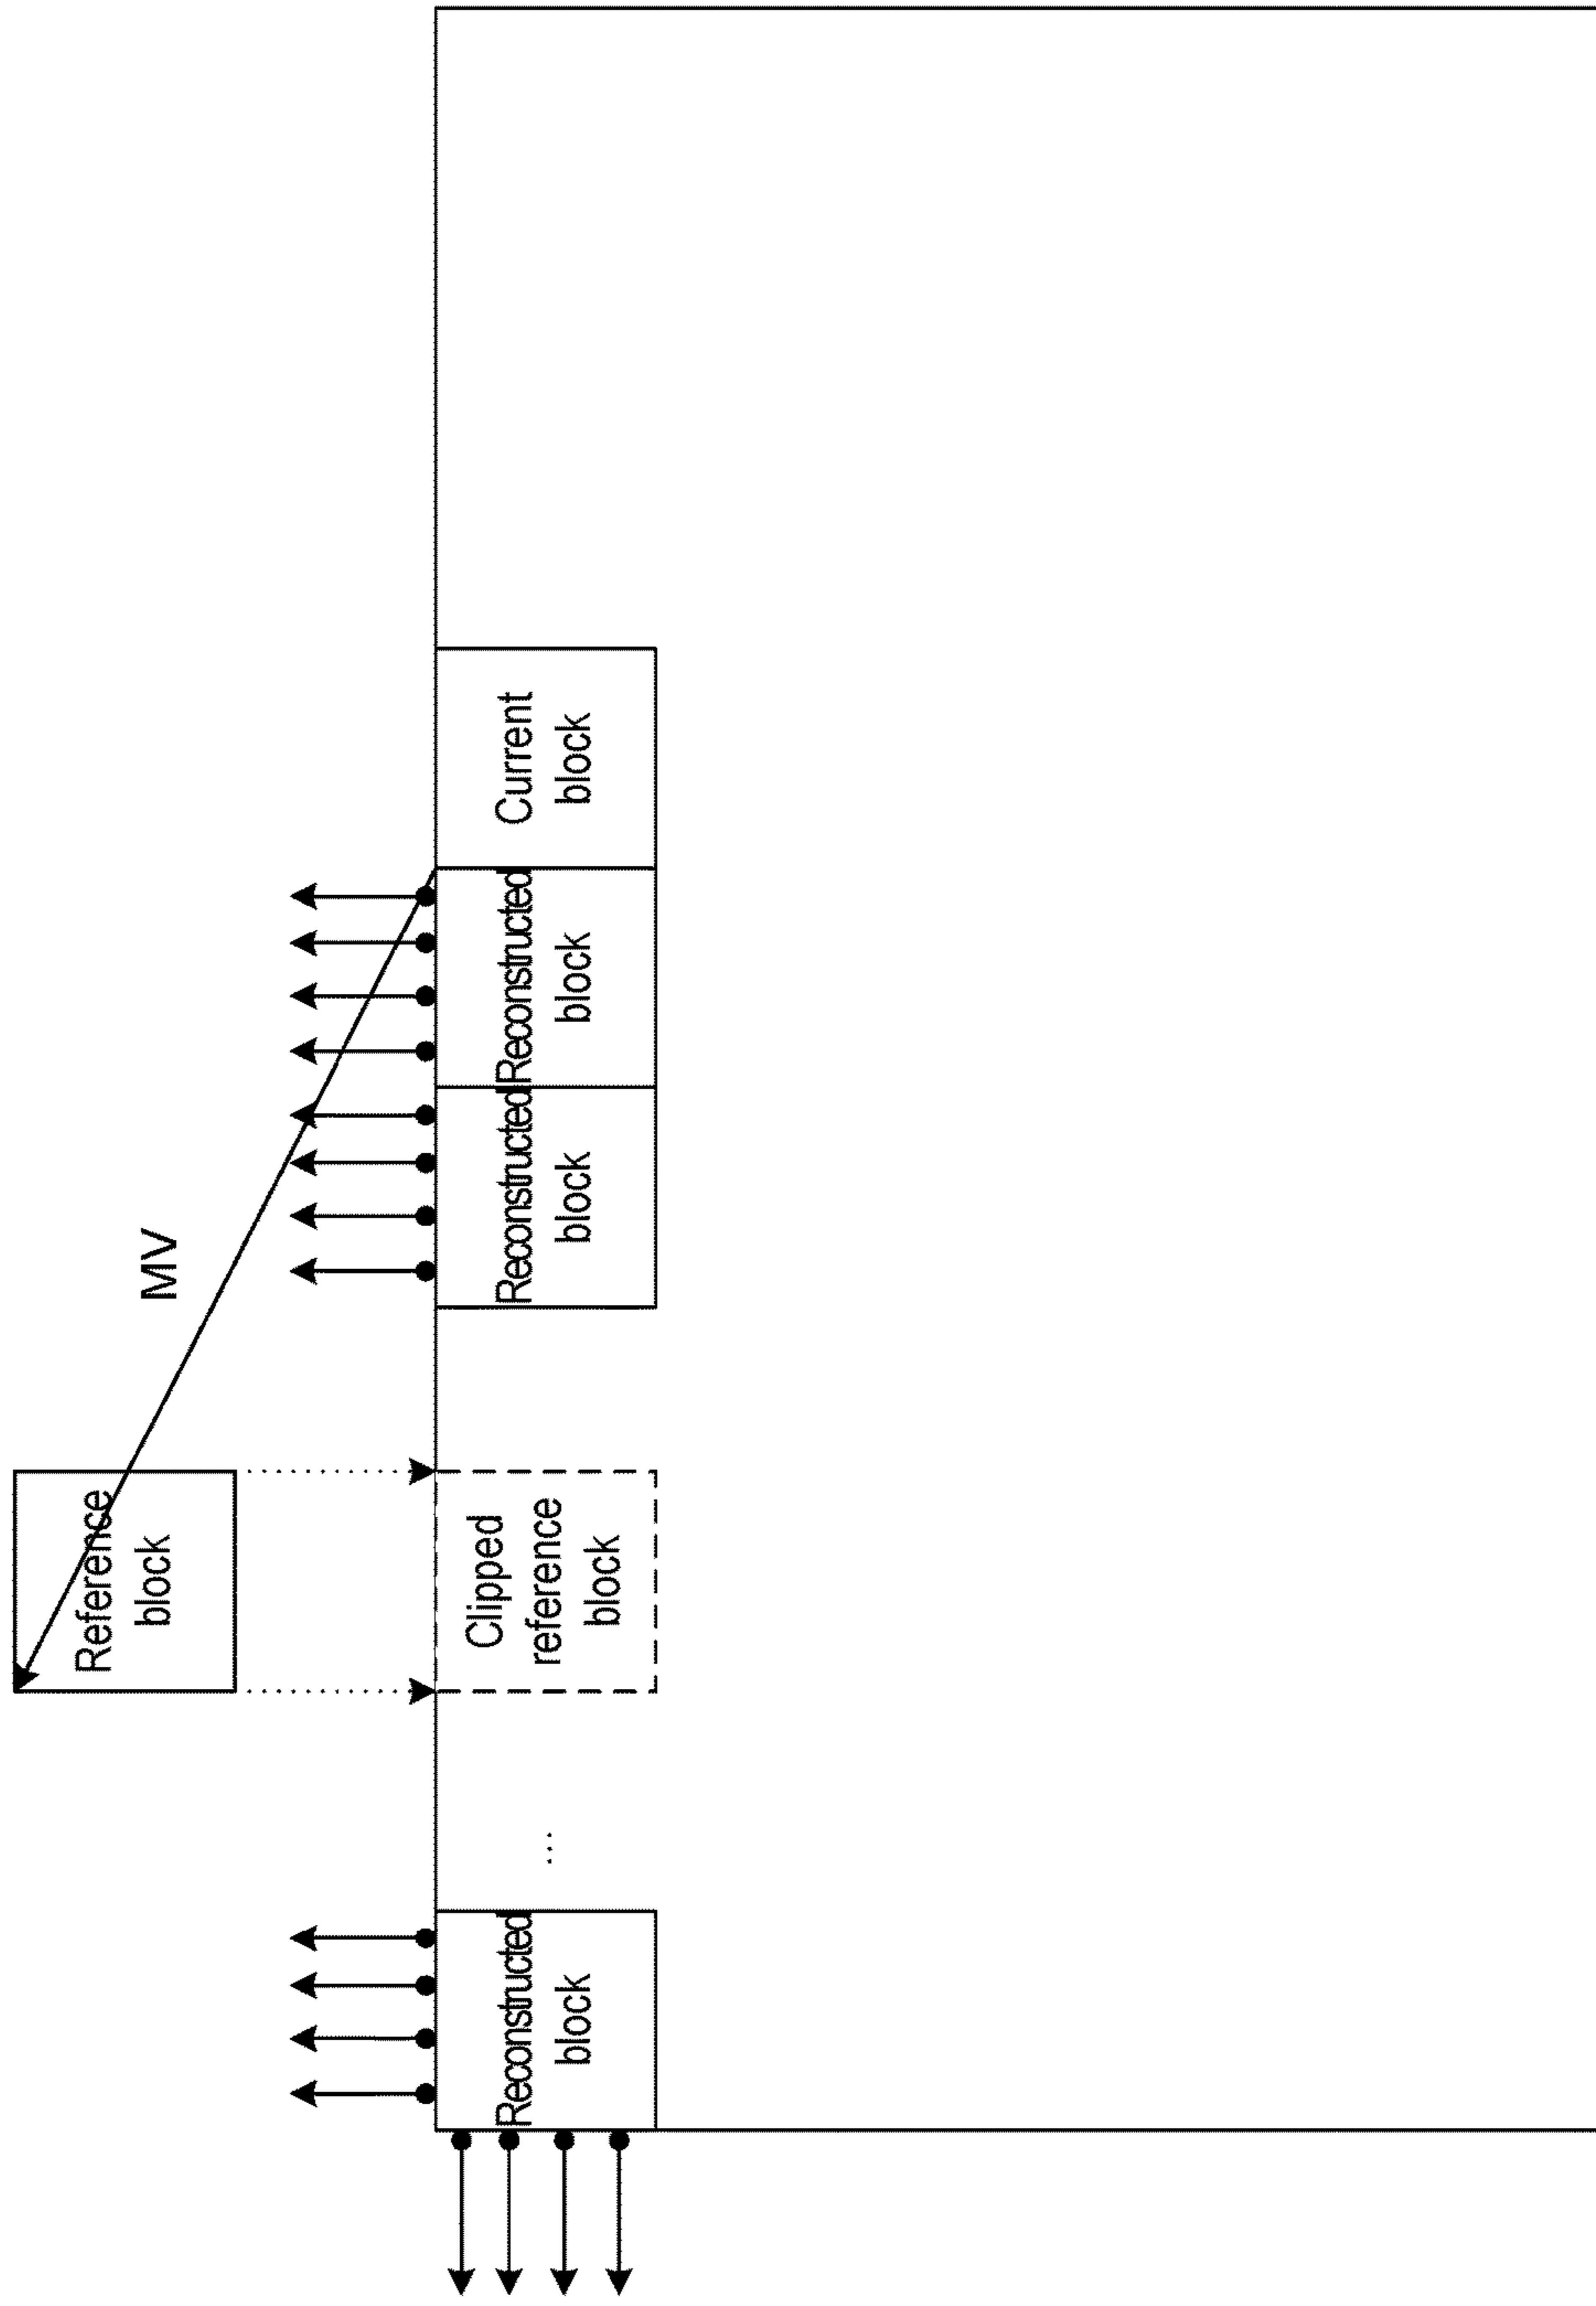 Reference
block
MV
Reconstructed
block
...
Clipped
reference
block
Reconstructed
block
Reconstructed
block
Current
block